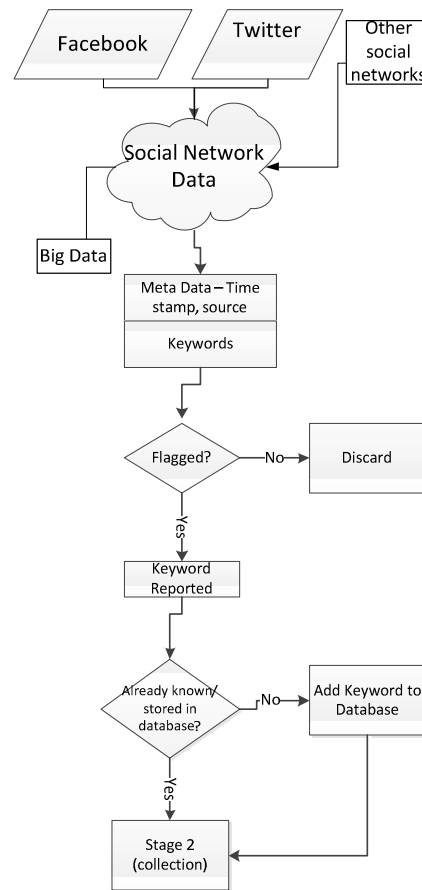 Facebook
Twitter
Other
social
networks
Social Network
Data
Big Data
Meta Data – Time
stamp, source
Keywords
Flagged?
No
Discard
Yes
Keyword
Reported
Already known/
stored in
database?
No
Add Keyword to
Database
Yes
Stage 2
(collection)